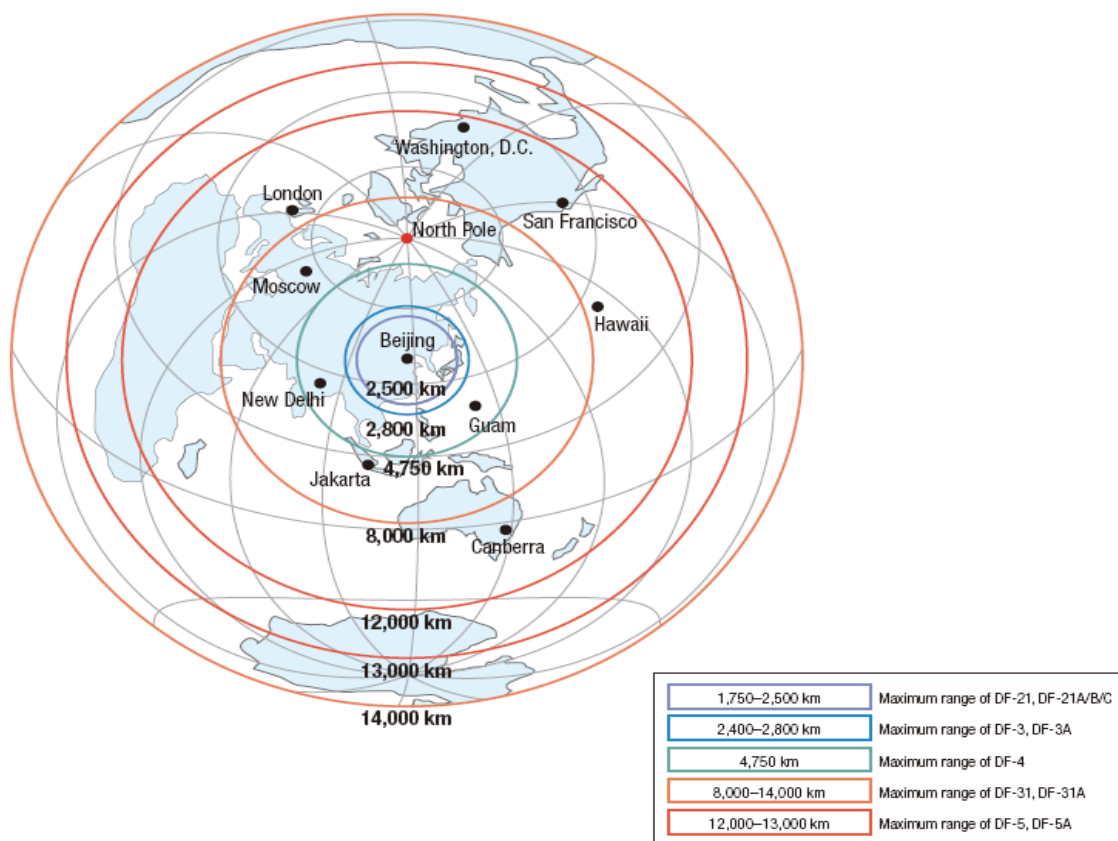 Washington, D.C.
London
San Francisco
North Pole
Moscow
Hawaii
Beijing
2,500 km
New Delhi
Guam
2,800 km
4,750 km
Jakarta
8,000 km
Canberra
12,000 km
13,000 km
14,000 km
1,750–2,500 km Maximum range of DF-21, DF-21A/B/C
2,400–2,800 km Maximum range of DF-3, DF-3A
4,750 km Maximum range of DF-4
8,000–14,000 km Maximum range of DF-31, DF-31A
12,000–13,000 km Maximum range of DF-5, DF-5A